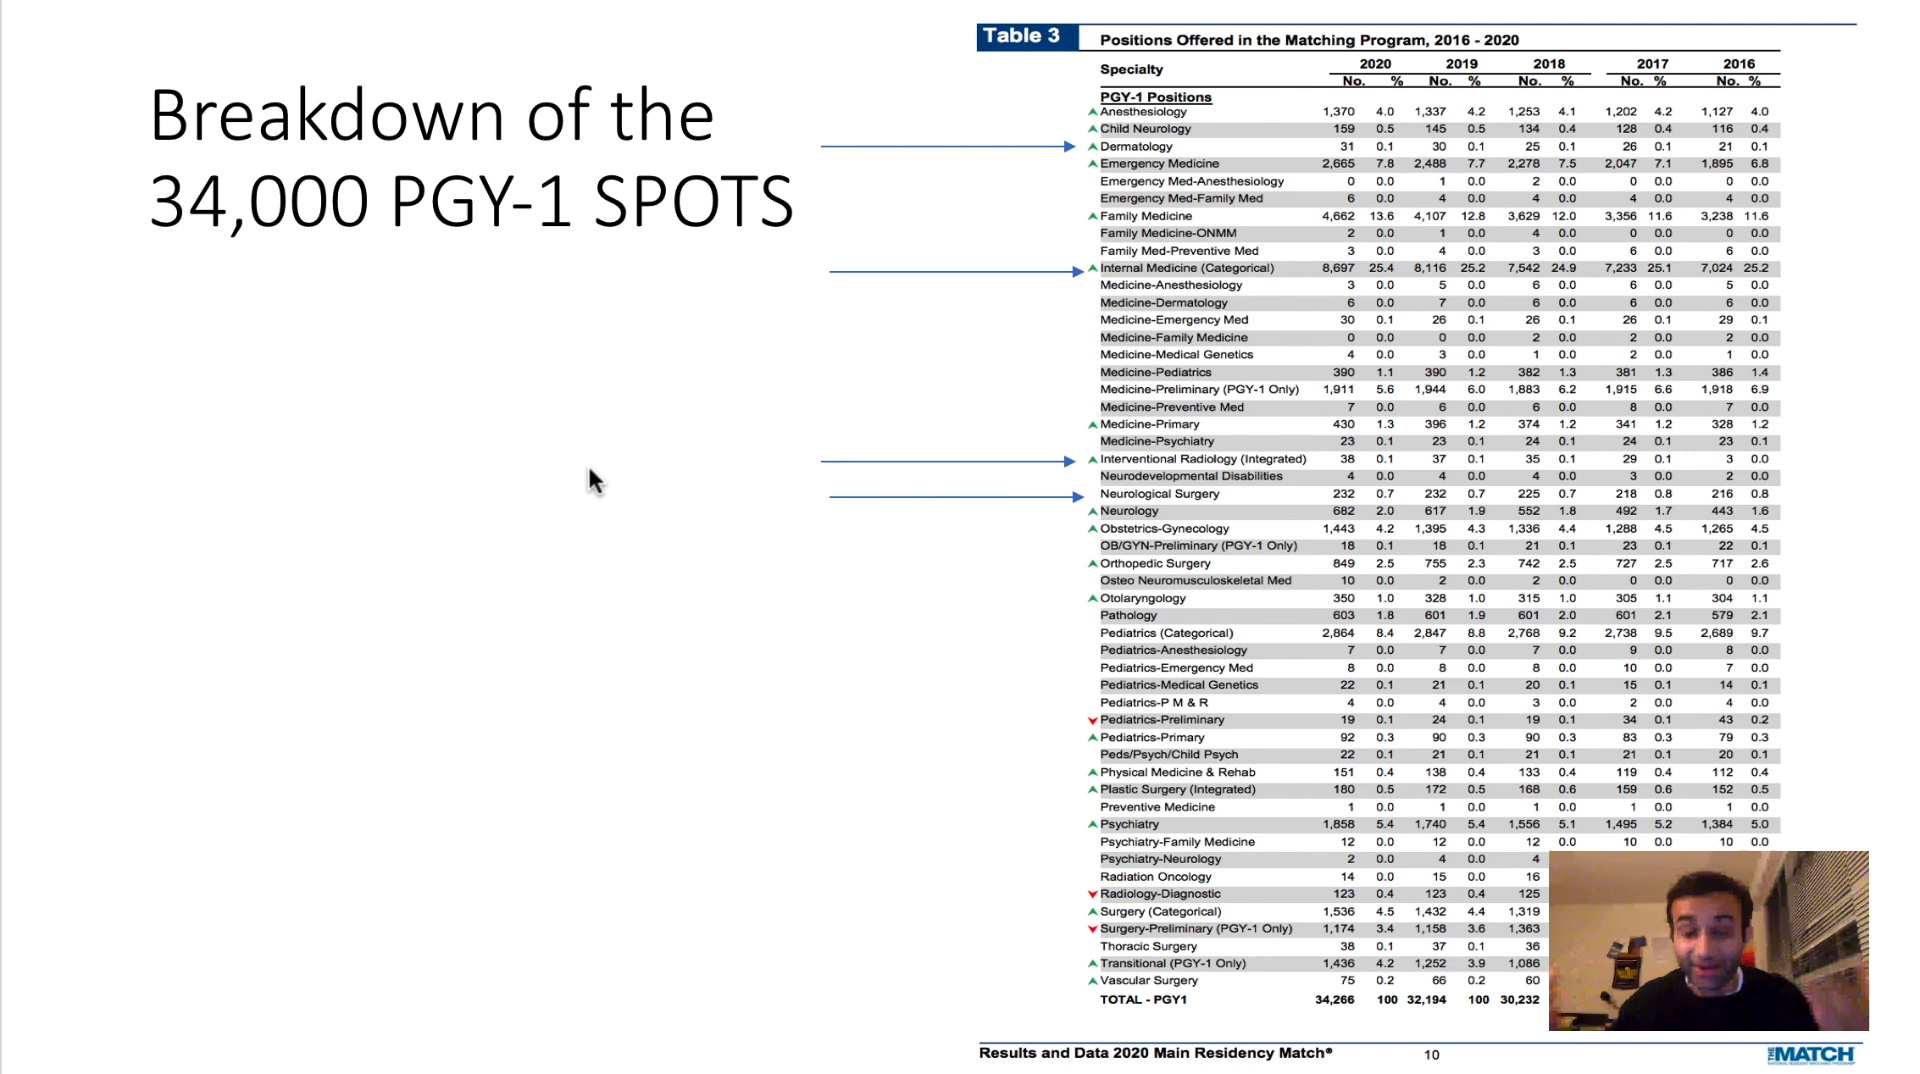 Breakdown of the
34,000 PGY-1 SPOTS
Table 3
Positions Offered in the Matching Program, 2016 - 2020
Specialty 2020 2019 2018 2017 2016
No. % No. % No. % No. % No. %
PGY-1 Positions
Anesthesiology 1,370 4.0 1,337 4.2 1,253 4.1 1,202 4.2 1,127 4.0
Child Neurology 159 0.5 145 0.5 134 0.4 128 0.4 116 0.4
Dermatology 31 0.1 30 0.1 25 0.1 26 0.1 21 0.1
Emergency Medicine 2,665 7.8 2,488 7.7 2,278 7.5 2,047 7.1 1,895 6.8
Emergency Med-Anesthesiology 0 0.0 1 0.0 2 0.0 0 0.0 0 0.0
Emergency Med-Family Med 6 0.0 4 0.0 4 0.0 4 0.0 4 0.0
Family Medicine 4,662 13.6 4,107 12.8 3,629 12.0 3,356 11.6 3,238 11.6
Family Medicine-ONMM 2 0.0 1 0.0 4 0.0 0 0.0 0 0.0
Family Med-Preventive Med 3 0.0 4 0.0 3 0.0 6 0.0 6 0.0
Internal Medicine (Categorical) 8,697 25.4 8,116 25.2 7,542 24.9 7,233 25.1 7,024 25.2
Medicine-Anesthesiology 3 0.0 5 0.0 6 0.0 6 0.0 5 0.0
Medicine-Dermatology 6 0.0 7 0.0 6 0.0 6 0.0 6 0.0
Medicine-Emergency Med 30 0.1 26 0.1 26 0.1 26 0.1 29 0.1
Medicine-Family Medicine 0 0.0 0 0.0 2 0.0 2 0.0 2 0.0
Medicine-Medical Genetics 4 0.0 3 0.0 1 0.0 2 0.0 1 0.0
Medicine-Pediatrics 390 1.1 390 1.2 382 1.3 381 1.3 386 1.4
Medicine-Preliminary (PGY-1 Only) 1,911 5.6 1,944 6.0 1,883 6.2 1,915 6.6 1,918 6.9
Medicine-Preventive Med 7 0.0 6 0.0 6 0.0 8 0.0 7 0.0
Medicine-Primary 430 1.3 396 1.2 374 1.2 341 1.2 328 1.2
Medicine-Psychiatry 23 0.1 23 0.1 24 0.1 24 0.1 23 0.1
Interventional Radiology (Integrated) 38 0.1 37 0.1 35 0.1 29 0.1 3 0.0
Neurodevelopmental Disabilities 4 0.0 4 0.0 4 0.0 3 0.0 2 0.0
Neurological Surgery 232 0.7 232 0.7 225 0.7 218 0.8 216 0.8
Neurology 682 2.0 617 1.9 552 1.8 492 1.7 443 1.6
Obstetrics-Gynecology 1,443 4.2 1,395 4.3 1,336 4.4 1,288 4.5 1,265 4.5
OB/GYN-Preliminary (PGY-1 Only) 18 0.1 18 0.1 21 0.1 23 0.1 22 0.1
Orthopedic Surgery 849 2.5 755 2.3 742 2.5 727 2.5 717 2.6
Osteo Neuromusculoskeletal Med 10 0.0 2 0.0 2 0.0 0 0.0 0 0.0
Otolaryngology 350 1.0 328 1.0 315 1.0 305 1.1 304 1.1
Pathology 603 1.8 601 1.9 601 2.0 601 2.1 579 2.1
Pediatrics (Categorical) 2,864 8.4 2,847 8.8 2,768 9.2 2,738 9.5 2,689 9.7
Pediatrics-Anesthesiology 7 0.0 7 0.0 7 0.0 9 0.0 8 0.0
Pediatrics-Emergency Med 8 0.0 8 0.0 8 0.0 10 0.0 7 0.0
Pediatrics-Medical Genetics 22 0.1 21 0.1 20 0.1 15 0.1 14 0.1
Pediatrics-P M & R 4 0.0 4 0.0 3 0.0 2 0.0 4 0.0
Pediatrics-Preliminary 19 0.1 24 0.1 19 0.1 34 0.1 43 0.2
Pediatrics-Primary 92 0.3 90 0.3 90 0.3 83 0.3 79 0.3
Peds/Psych/Child Psych 22 0.1 21 0.1 21 0.1 21 0.1 20 0.1
Physical Medicine & Rehab 151 0.4 138 0.4 133 0.4 119 0.4 112 0.4
Plastic Surgery (Integrated) 180 0.5 172 0.5 168 0.6 159 0.6 152 0.5
Preventive Medicine 1 0.0 1 0.0 1 0.0 1 0.0 1 0.0
Psychiatry 1,858 5.4 1,740 5.4 1,556 5.1 1,495 5.2 1,384 5.0
Psychiatry-Family Medicine 12 0.0 12 0.0 12 0.0 10 0.0 10 0.0
Psychiatry-Neurology 2 0.0 4 0.0 4
Radiation Oncology 14 0.0 15 0.0 16
Radiology-Diagnostic 123 0.4 123 0.4 125
Surgery (Categorical) 1,536 4.5 1,432 4.4 1,319
Surgery-Preliminary (PGY-1 Only) 1,174 3.4 1,158 3.6 1,363
Thoracic Surgery 38 0.1 37 0.1 36
Transitional (PGY-1 Only) 1,436 4.2 1,252 3.9 1,086
Vascular Surgery 75 0.2 66 0.2 60
TOTAL - PGY1 34,266 100 32,194 100 30,232
Results and Data 2020 Main Residency Match® 10 THE MATCH